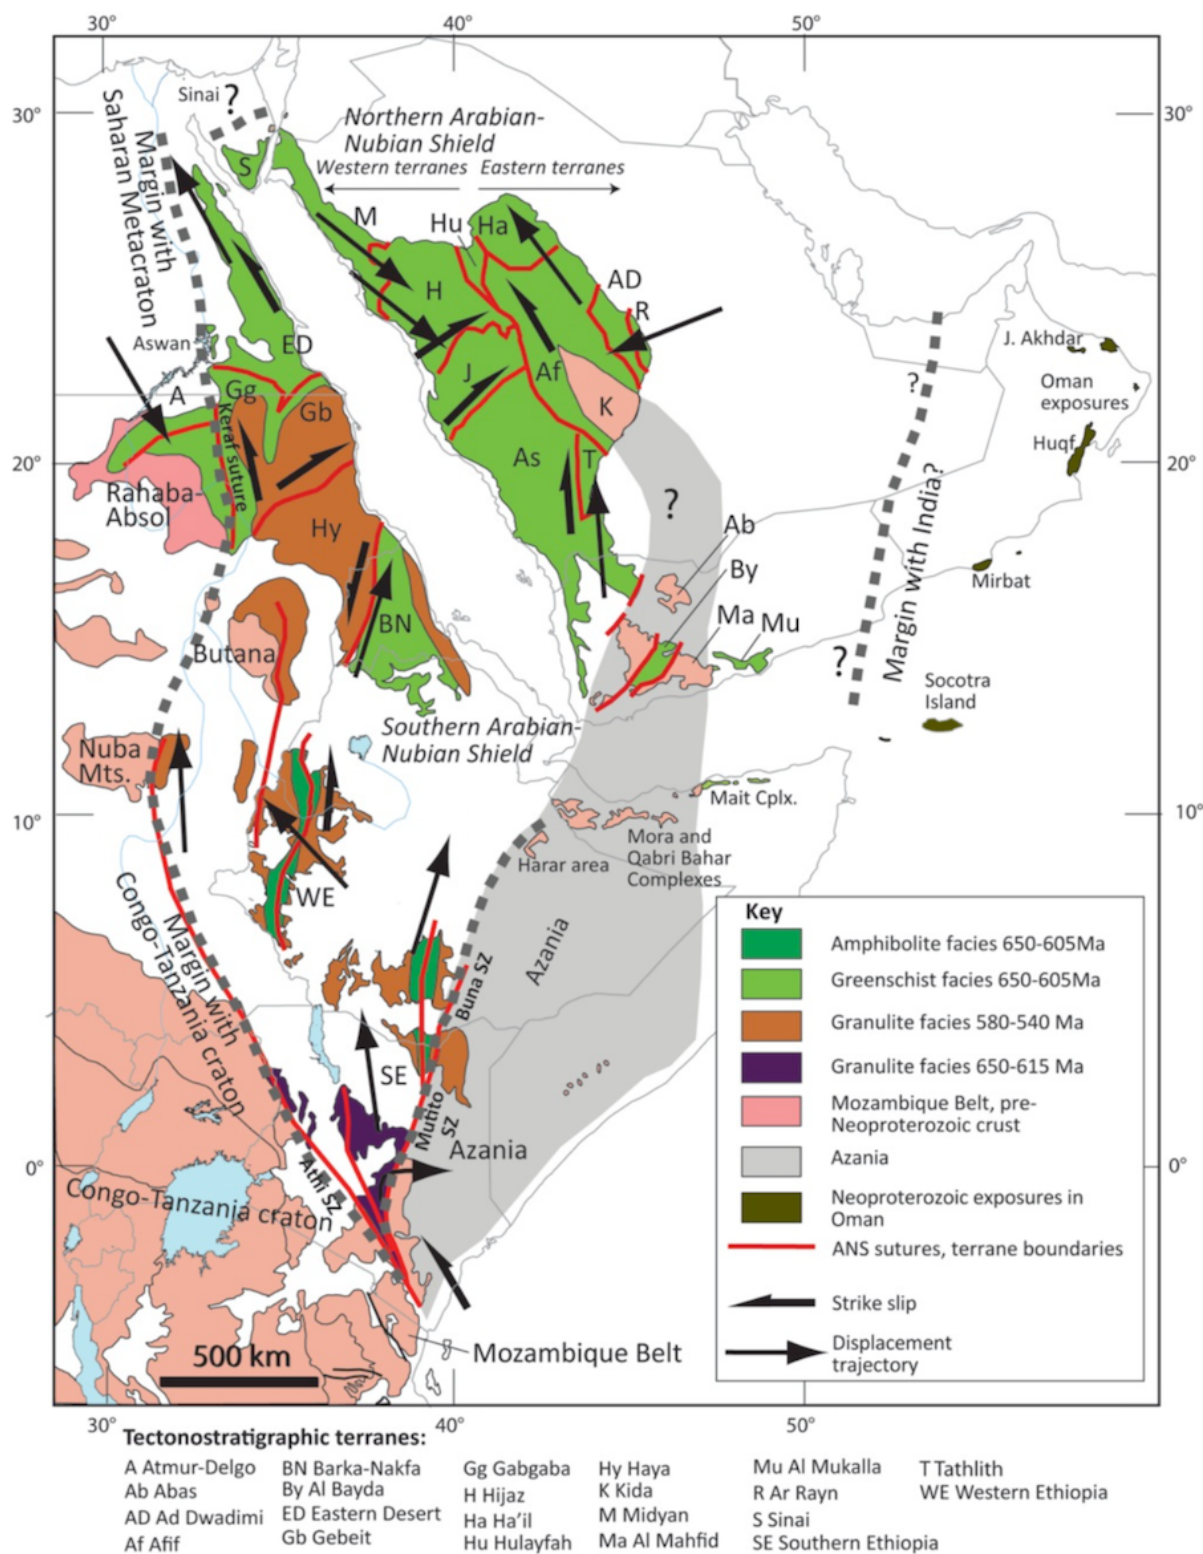 30°
40°
50°
30°
30°
Sinai
?
Northern Arabian-
Nubian Shield
Western terranes
Eastern terranes
Margin with
Saharan Metacraton
S
M
Hu
Ha
H
AD
R
Aswan
ED
J. Akhdar
A
Gg
Gb
J
Af
K
?
Oman
exposures
Keraf suture
Huqf
20°
20°
As
T
Rahaba-
Absol
Hy
?
Ab
By
Margin with India?
Mirbat
BN
Ma
Mu
Butana
?
Socotra
Island
Southern Arabian-
Nubian Shield
Nuba
Mts.
Mait Cplx.
10°
10°
Harar area
Mora and
Qabri Bahar
Complexes
WE
Margin with
Congo-Tanzania craton
Azania
Buna SZ
SE
Mutito
SZ
Azania
0°
0°
Athi SZ
Congo-Tanzania craton
500 km
Mozambique Belt
Key
Amphibolite facies 650-605Ma
Greenschist facies 650-605Ma
Granulite facies 580-540 Ma
Granulite facies 650-615 Ma
Mozambique Belt, pre-
Neoproterozoic crust
Azania
Neoproterozoic exposures in
Oman
ANS sutures, terrane boundaries
Strike slip
Displacement
trajectory
30°
40°
50°
Tectonostratigraphic terranes:
A Atmur-Delgo
Ab Abas
AD Ad Dwadimi
Af Afif
BN Barka-Nakfa
By Al Bayda
ED Eastern Desert
Gb Gebeit
Gg Gabgaba
H Hijaz
Ha Ha'il
Hu Hulayfah
Hy Haya
K Kida
M Midyan
Ma Al Mahfid
Mu Al Mukalla
R Ar Rayn
S Sinai
SE Southern Ethiopia
T Tathlith
WE Western Ethiopia